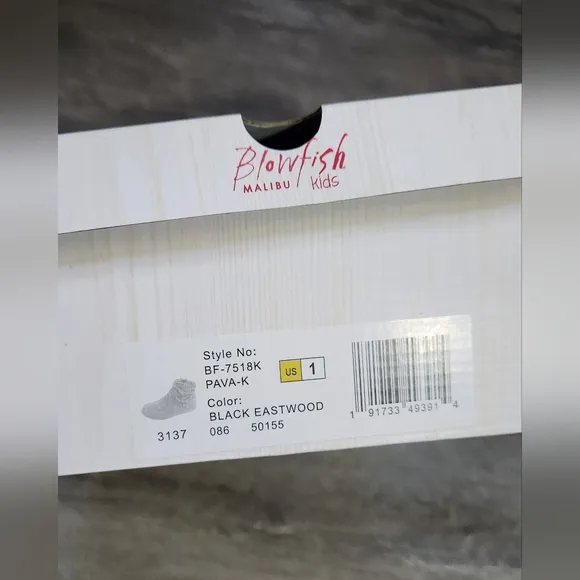 Blowfish
MALIBU kids
Style No:
BF-7518K
PAVA-K
US 1
Color:
BLACK EASTWOOD
3137 086 50155
1 91733 49391 4